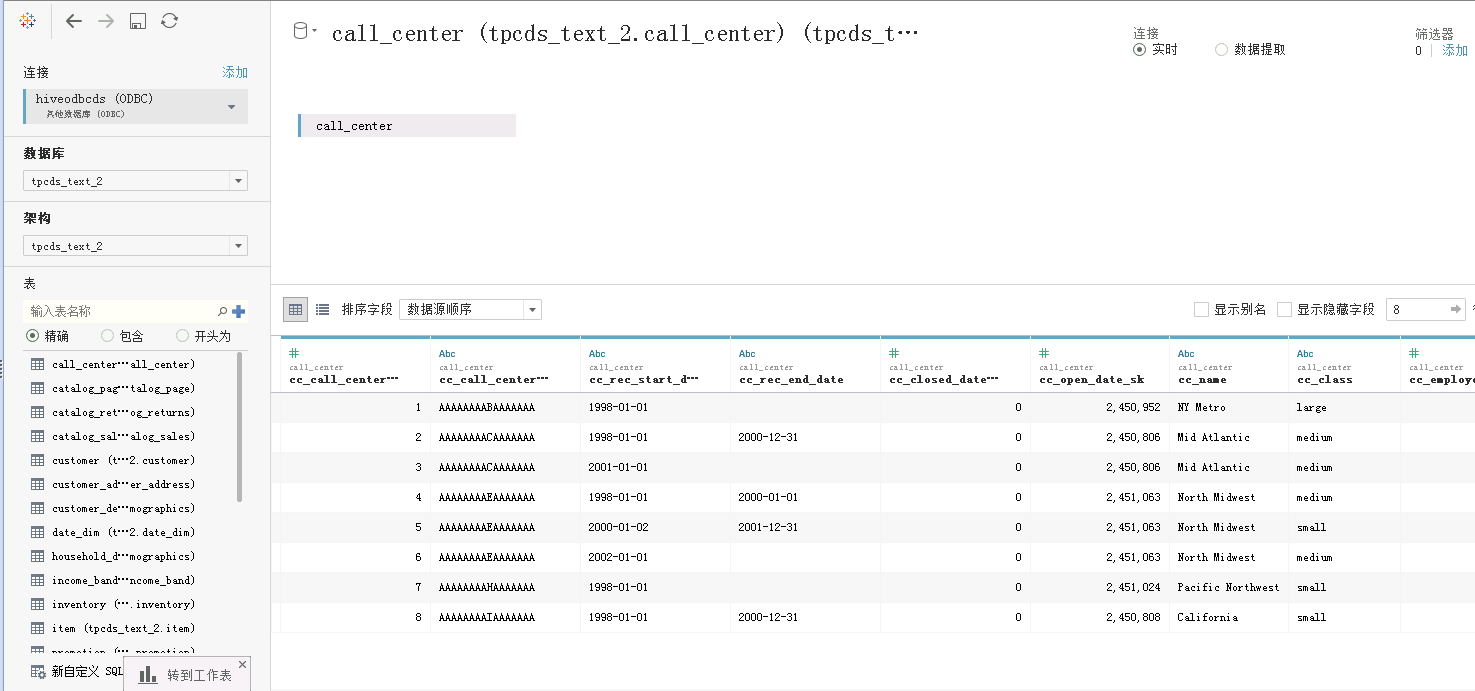 连接
添加
hiveodbcds (ODBC)
其他数据库 (ODBC)
数据库
tpcds_text_2
架构
tpcds_text_2
表
输入表名称
精确 包含 开头为
call_center…all_center)
catalog_pag…talog_page)
catalog_ret…og_returns)
catalog_sal…alog_sales)
customer (t…2.customer)
customer_ad…er_address)
customer_de…mographics)
date_dim (t…2.date_dim)
household_d…mographics)
income_band…ncome_band)
inventory (….inventory)
item (tpcds_text_2.item)
promotion (….promotion)
新自定义 SQL
转到工作表
call_center (tpcds_text_2.call_center) (tpcds_t…
连接
实时 数据提取
筛选器
0 添加
call_center
排序字段 数据源顺序 显示别名 显示隐藏字段 8
Abc Abc Abc Abc Abc
call_center call_center call_center call_center call_center call_center call_center call_center call_center
cc_call_center… cc_call_center… cc_rec_start_d… cc_rec_end_date cc_closed_date… cc_open_date_sk cc_name cc_class cc_employe
1 AAAAAAAABAAAAAAA 1998-01-01 0 2,450,952 NY Metro large
2 AAAAAAAACAAAAAAA 1998-01-01 2000-12-31 0 2,450,806 Mid Atlantic medium
3 AAAAAAAACAAAAAAA 2001-01-01 0 2,450,806 Mid Atlantic medium
4 AAAAAAAAEAAAAAAA 1998-01-01 2000-01-01 0 2,451,063 North Midwest medium
5 AAAAAAAAEAAAAAAA 2000-01-02 2001-12-31 0 2,451,063 North Midwest small
6 AAAAAAAAEAAAAAAA 2002-01-01 0 2,451,063 North Midwest medium
7 AAAAAAAAHAAAAAAA 1998-01-01 0 2,451,024 Pacific Northwest small
8 AAAAAAAAIAAAAAAA 1998-01-01 2000-12-31 0 2,450,808 California small